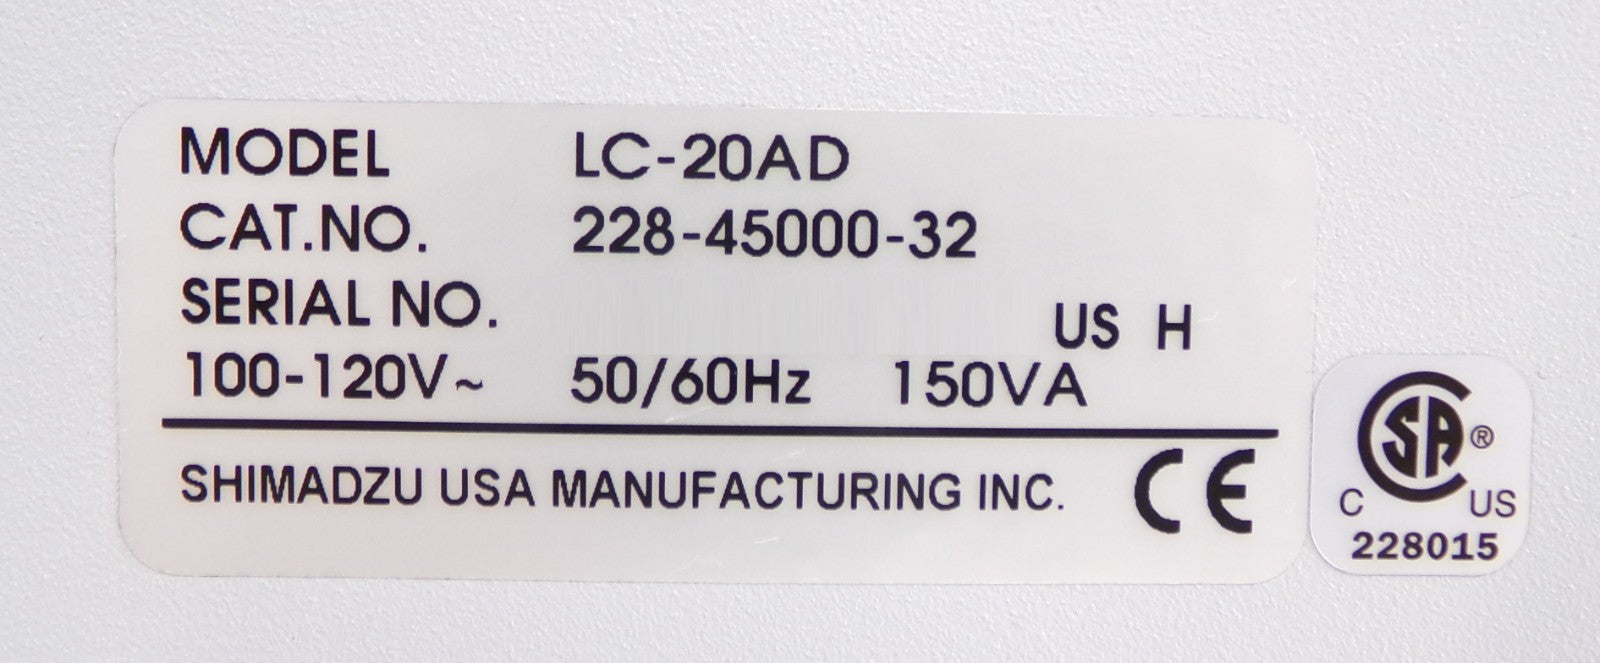 MODEL LC-20AD
CAT.NO. 228-45000-32
SERIAL NO. US H
100-120V~ 50/60Hz 150VA
SHIMADZU USA MANUFACTURING INC. CE
CSA ®
C US
228015